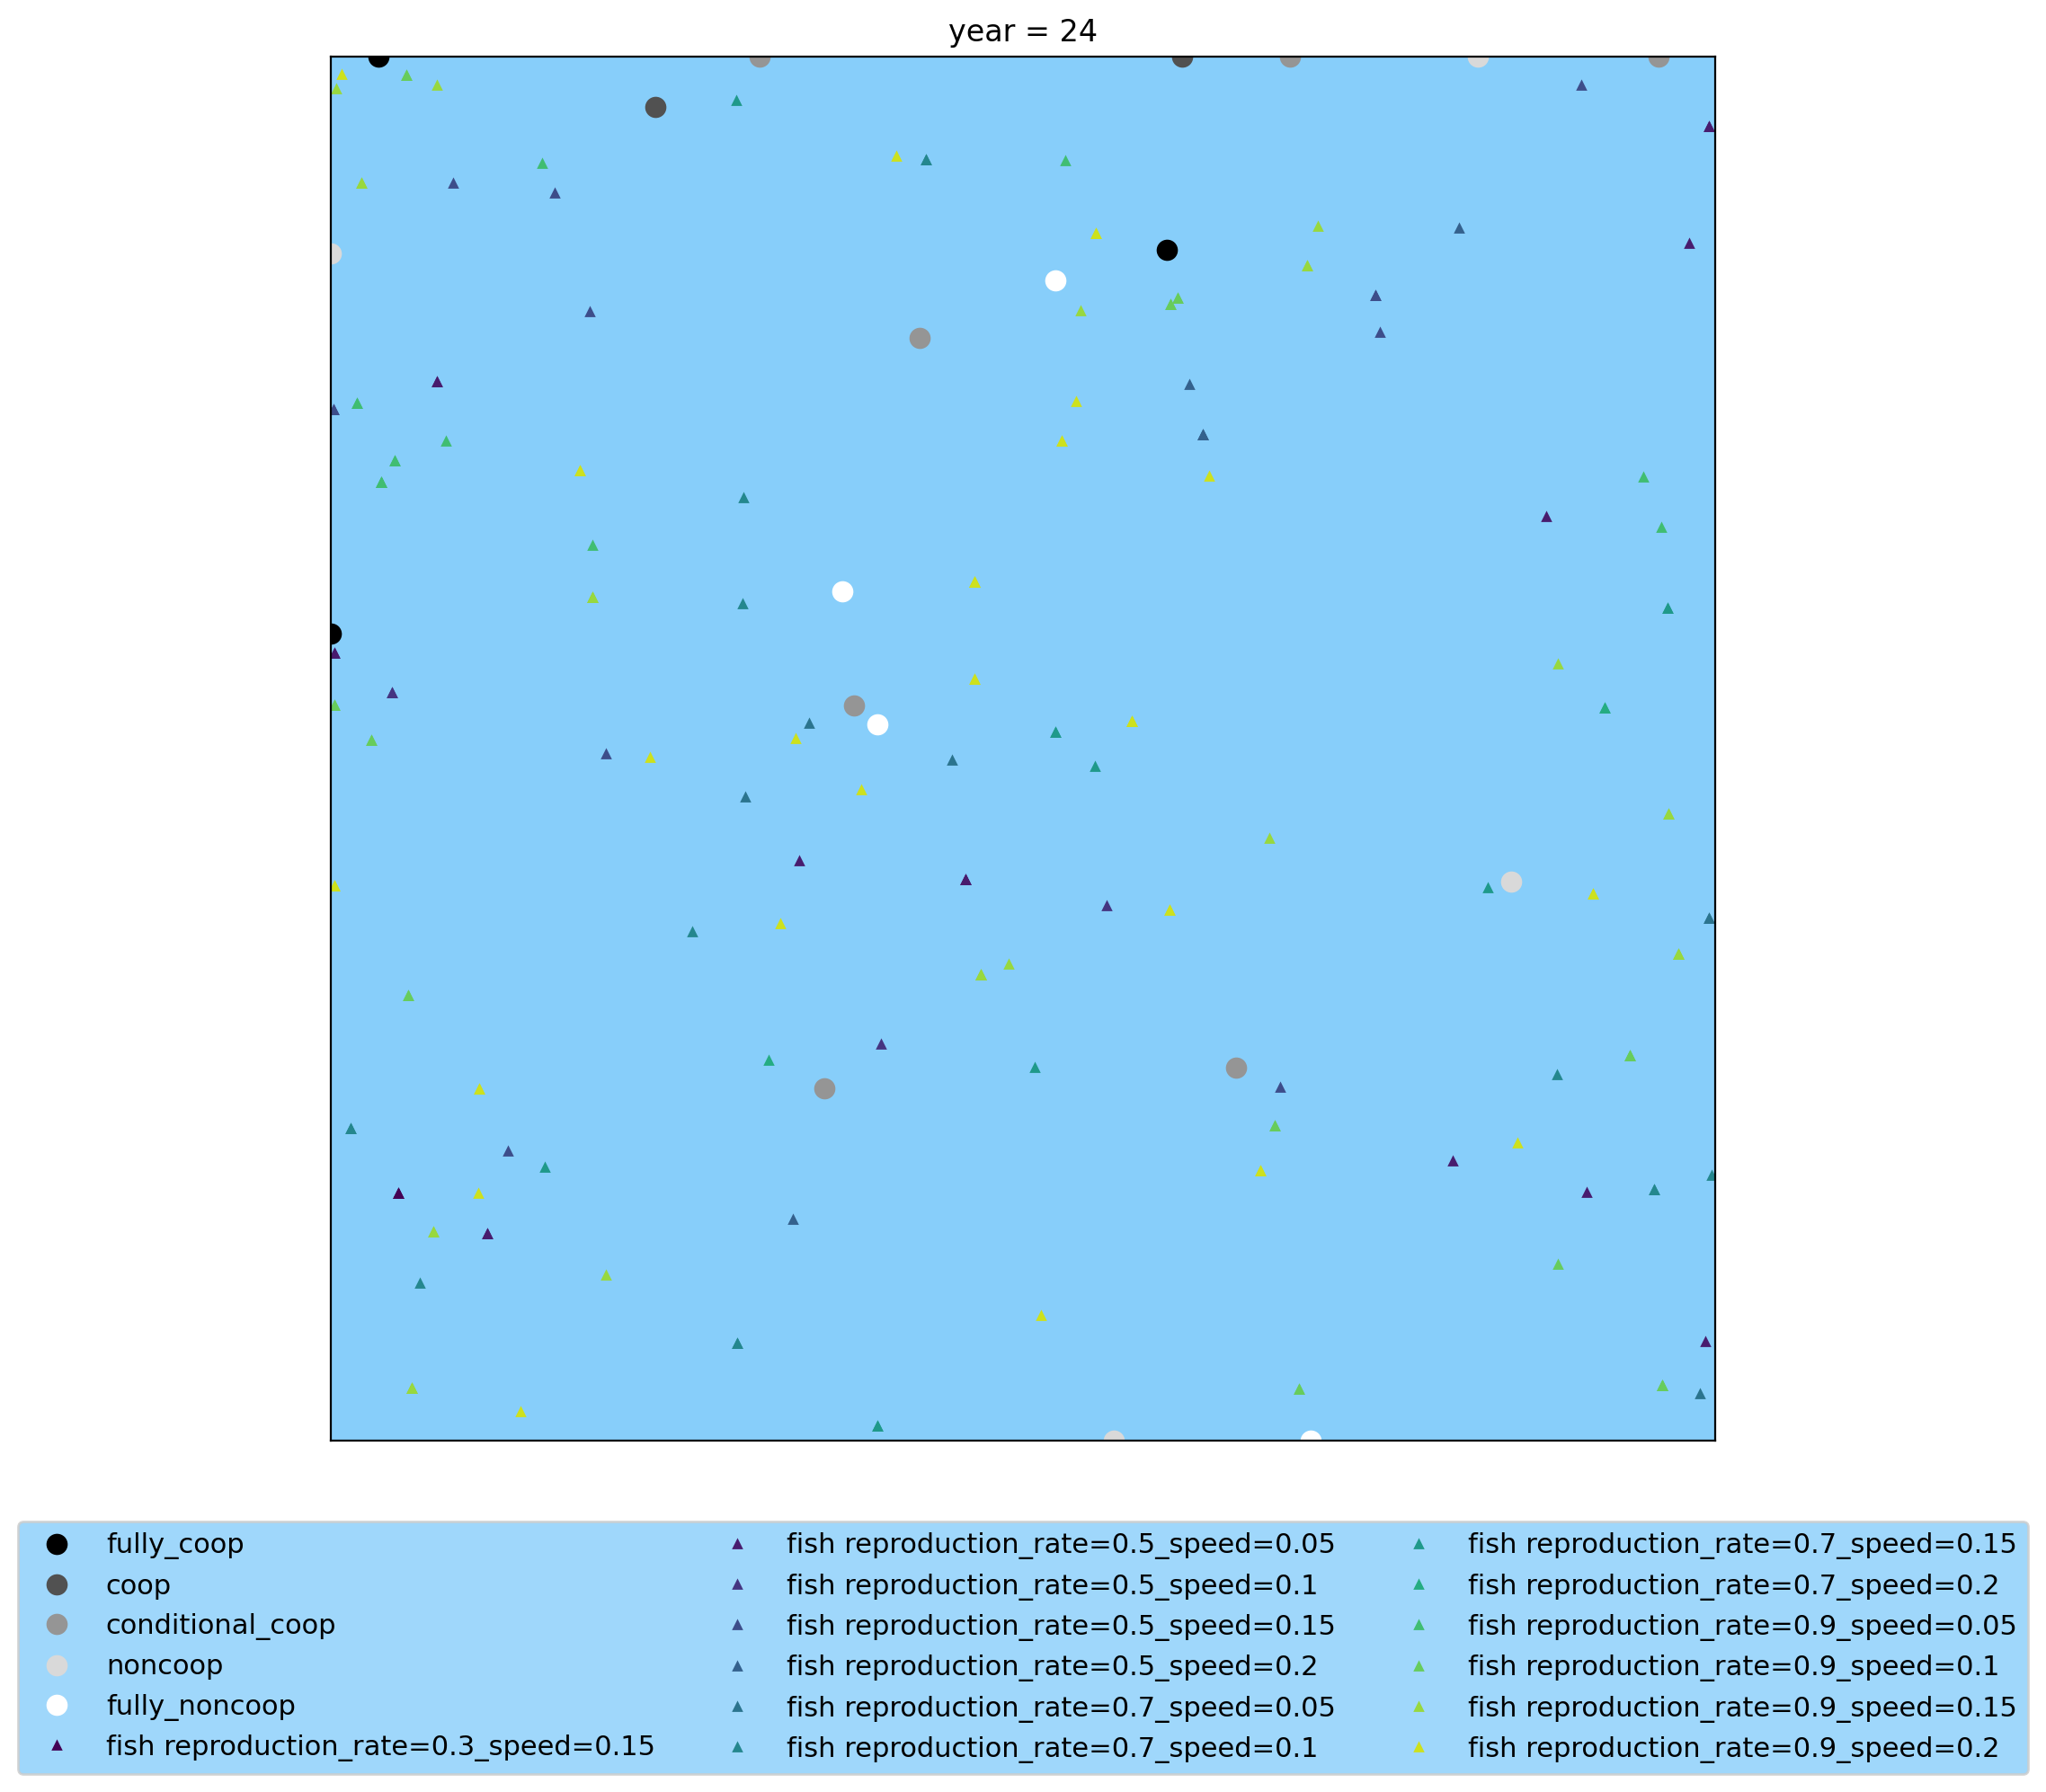 year = 24
fully_coop
coop
conditional_coop
noncoop
fully_noncoop
fish reproduction_rate=0.3_speed=0.15
fish reproduction_rate=0.5_speed=0.05
fish reproduction_rate=0.5_speed=0.1
fish reproduction_rate=0.5_speed=0.15
fish reproduction_rate=0.5_speed=0.2
fish reproduction_rate=0.7_speed=0.05
fish reproduction_rate=0.7_speed=0.1
fish reproduction_rate=0.7_speed=0.15
fish reproduction_rate=0.7_speed=0.2
fish reproduction_rate=0.9_speed=0.05
fish reproduction_rate=0.9_speed=0.1
fish reproduction_rate=0.9_speed=0.15
fish reproduction_rate=0.9_speed=0.2